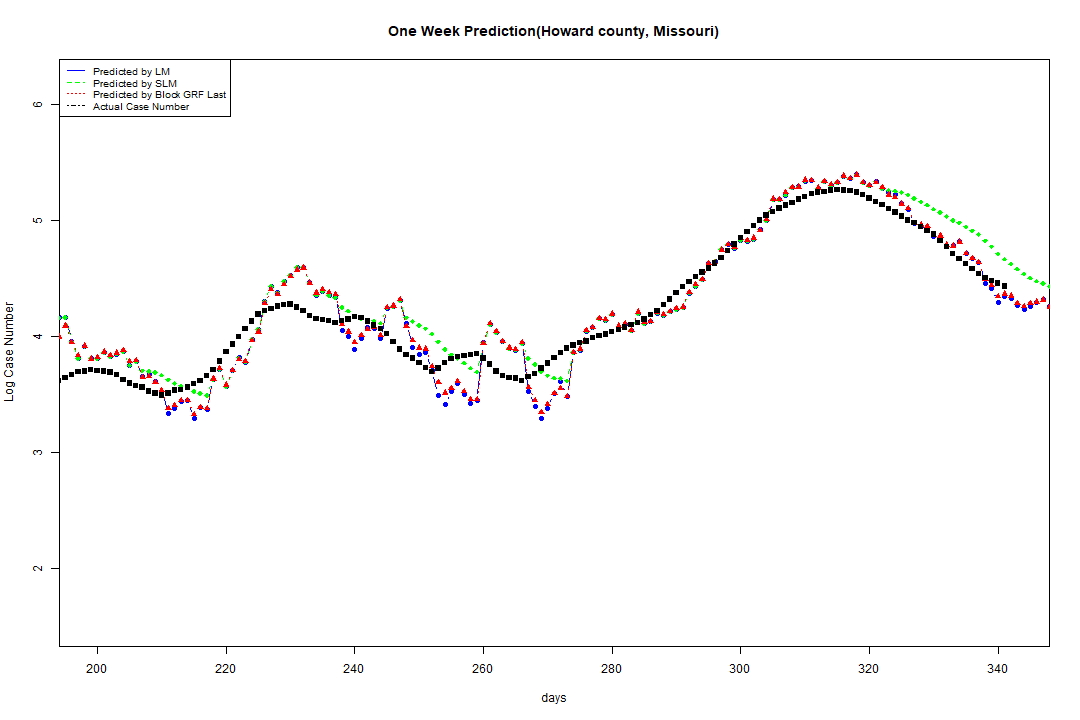 One Week Prediction(Howard county, Missouri)
Predicted by LM
Predicted by SLM
Predicted by Block GRF Last
Actual Case Number
6
5
4
3
2
Log Case Number
200 220 240 260 280 300 320 340
days